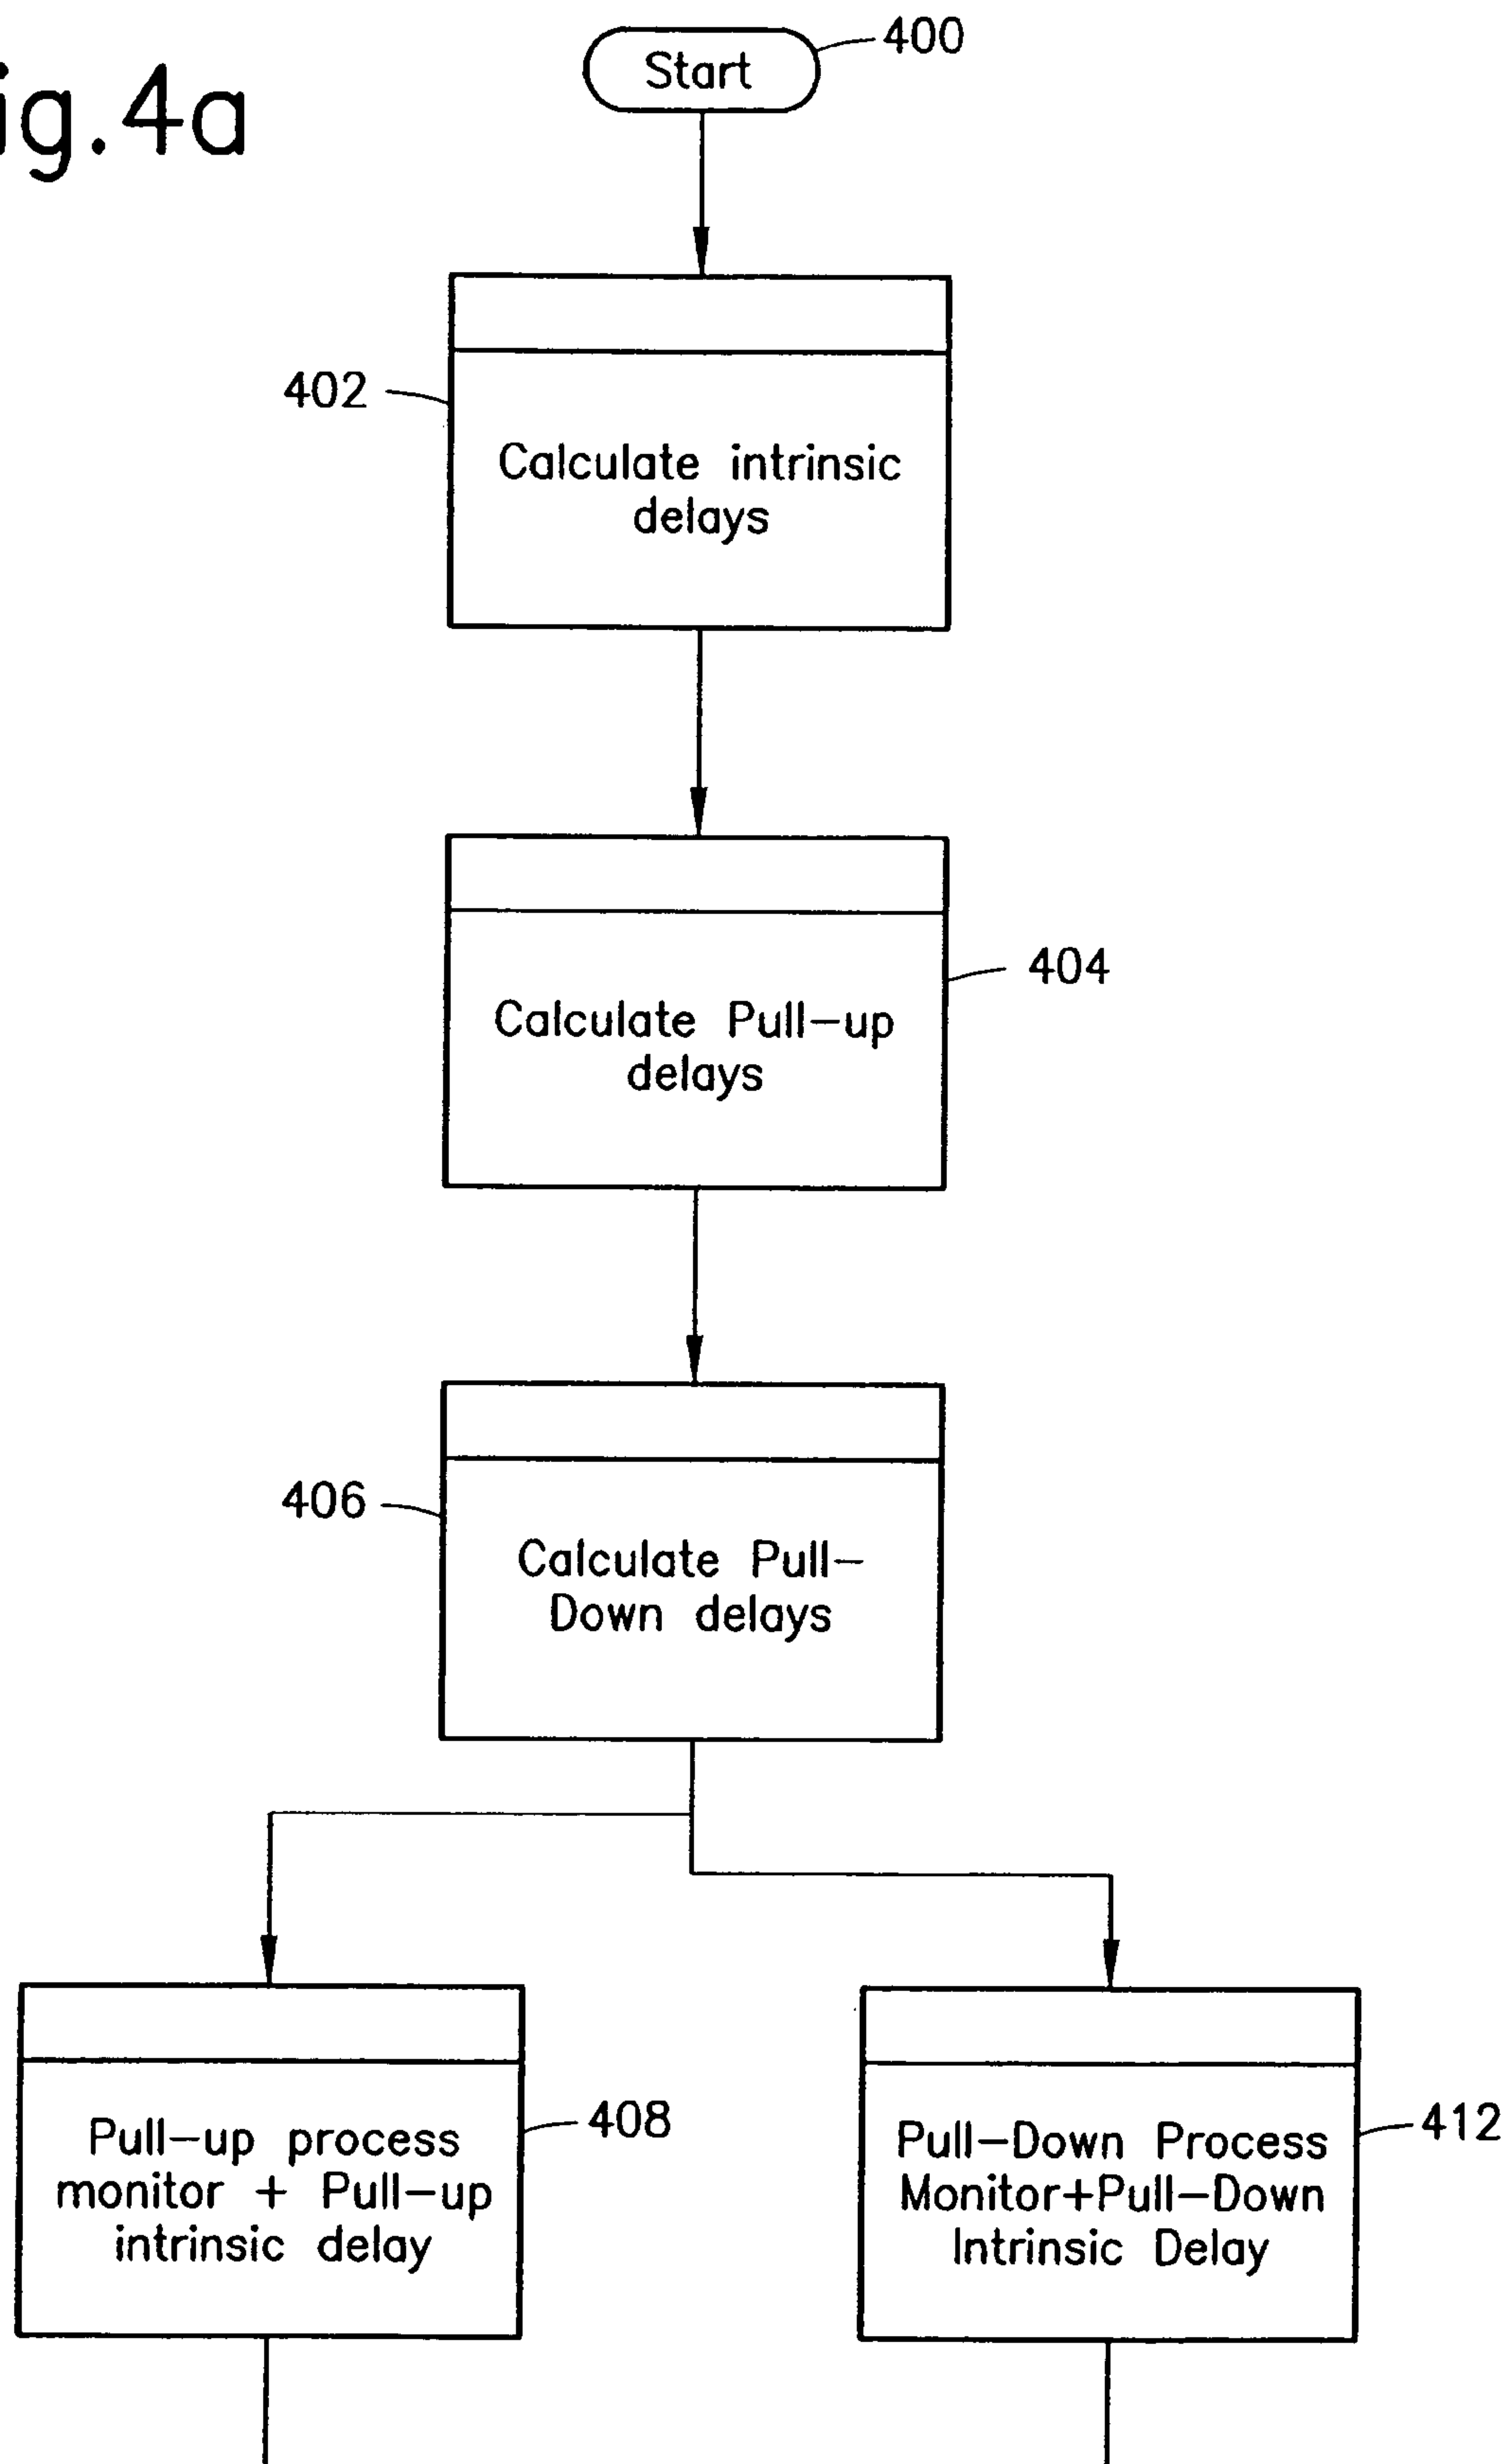 ig.4a
Start
400
402
Calculate intrinsic
delays
404
Calculate Pull-up
delays
406
Calculate Pull-
Down delays
408
Pull-up process
monitor + Pull-up
intrinsic delay
412
Pull-Down Process
Monitor+Pull-Down
Intrinsic Delay